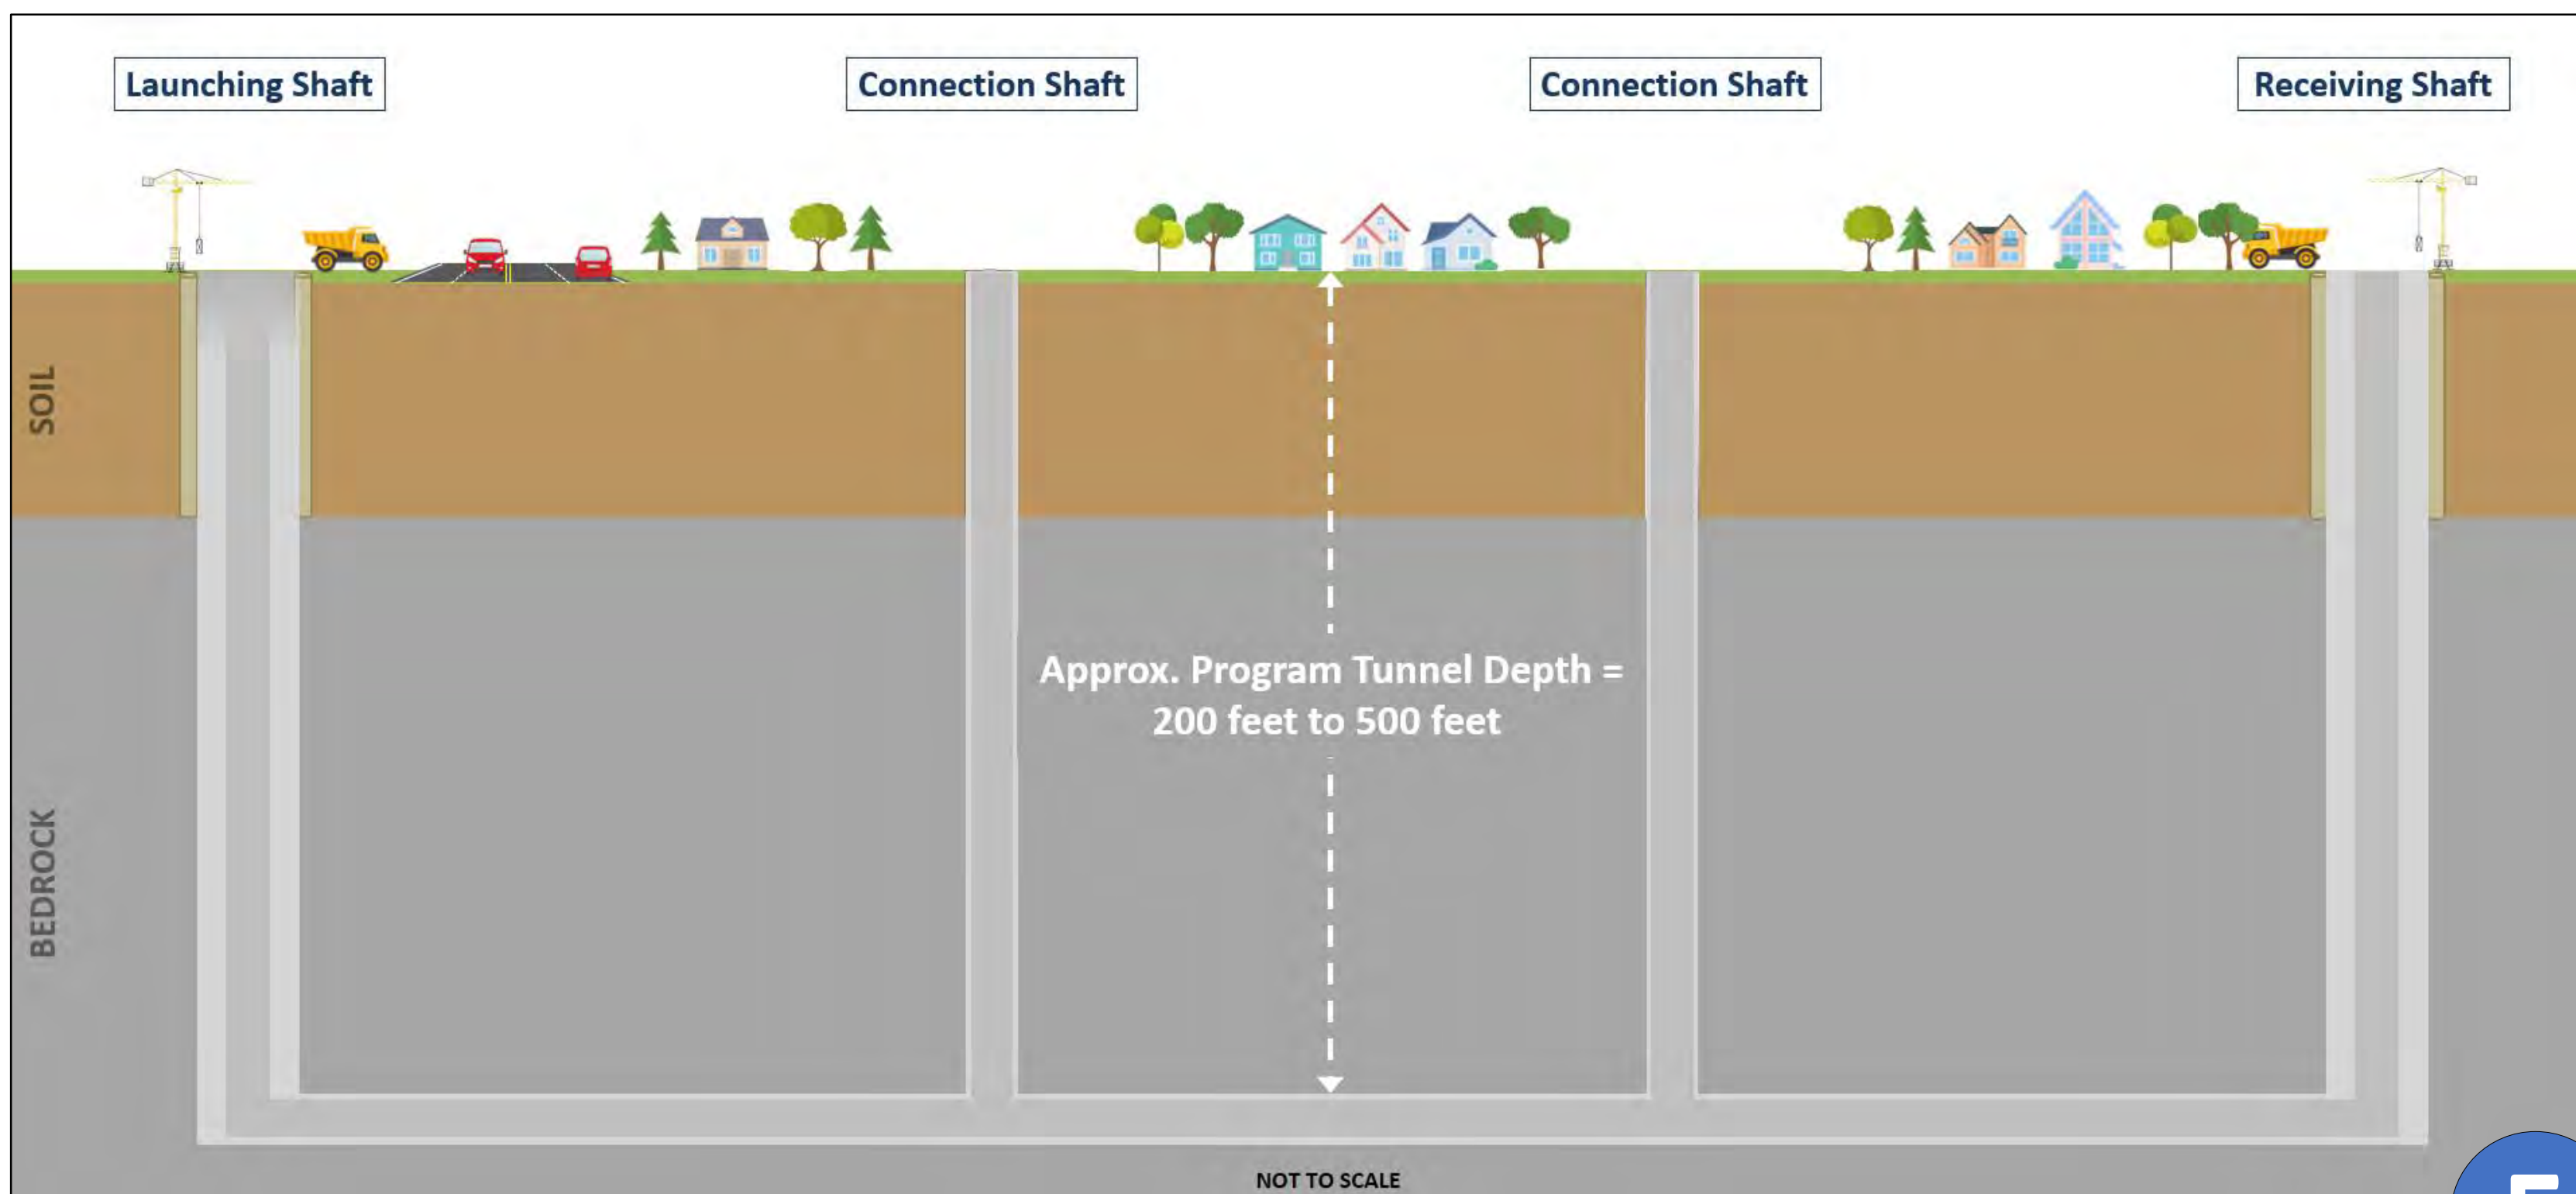 Launching Shaft
Connection Shaft
Connection Shaft
Receiving Shaft
SOIL
Approx. Program Tunnel Depth =
200 feet to 500 feet
BEDROCK
NOT TO SCALE